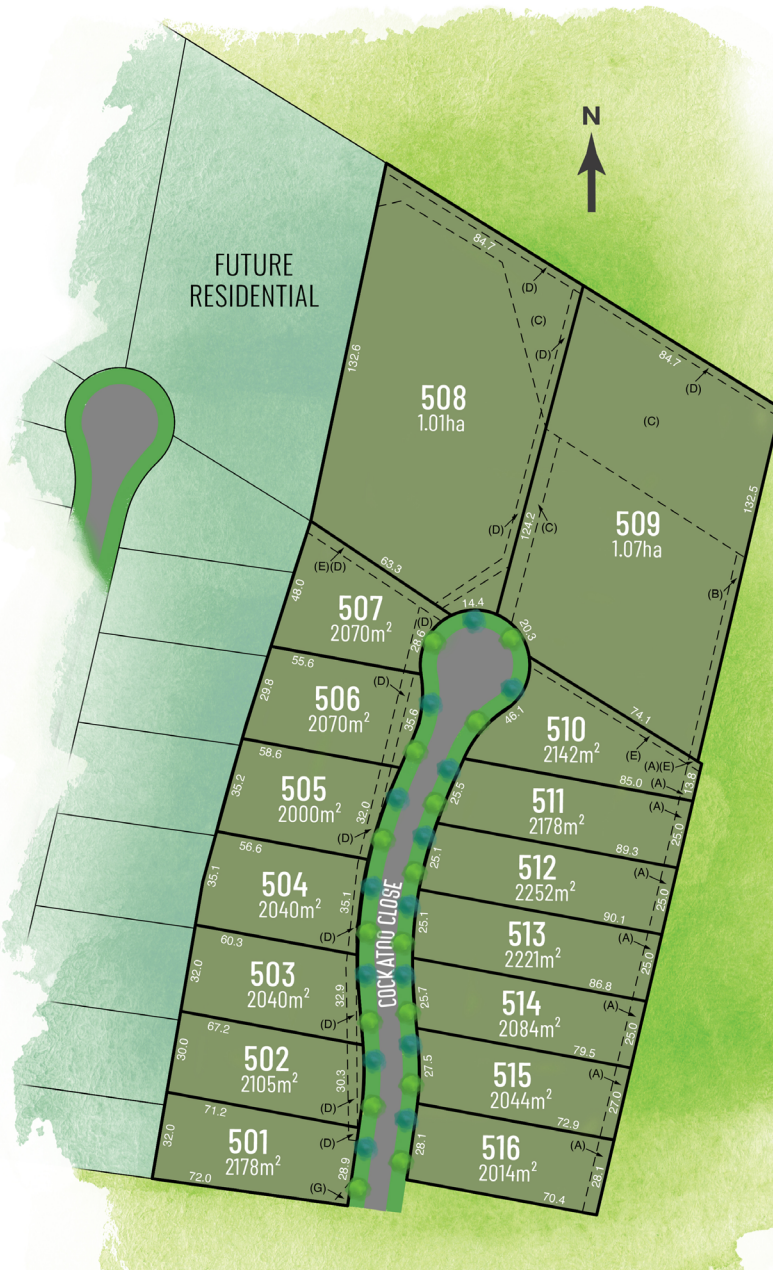 N
FUTURE
RESIDENTIAL
84.7
(D)
(C)
(D)
132.6
508
1.01ha
84.7
(D)
(C)
132.5
(D)
124.2
(C)
509
1.07ha
(B)
(E)(D)
63.3
48.0
507
2070m²
(D)
28.6
14.4
20.3
55.6
(D)
29.8
506
2070m²
35.6
46.1
74.1
510
2142m²
(E)
(A)(E)
85.0
(A)
13.8
58.6
35.2
505
2000m²
32.0
(D)
25.5
511
2178m²
(A)
25.0
89.3
56.6
35.1
504
2040m²
35.1
(D)
25.1
512
2252m²
(A)
25.0
90.1
COCKATOO CLOSE
60.3
32.0
503
2040m²
32.9
(D)
25.1
513
2221m²
(A)
25.0
86.8
67.2
30.0
502
2105m²
30.3
(D)
25.7
514
2084m²
(A)
25.0
79.5
71.2
32.0
501
2178m²
(D)
28.9
72.0
(G)
27.5
515
2044m²
(A)
27.0
72.9
28.1
516
2014m²
(A)
28.1
70.4